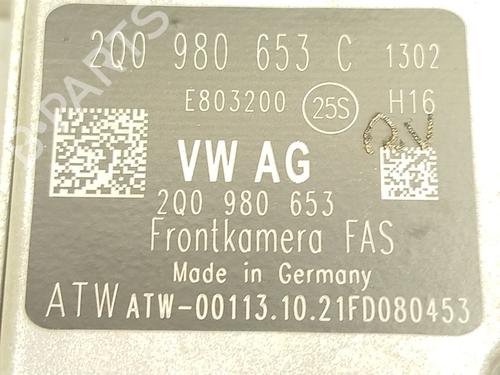 2Q0 980 653 C 1302
E803200 25S H16
VW AG
2Q0 980 653
Frontkamera FAS
Made in Germany
ATW ATW-00113.10.21FD080453
B-PARTS